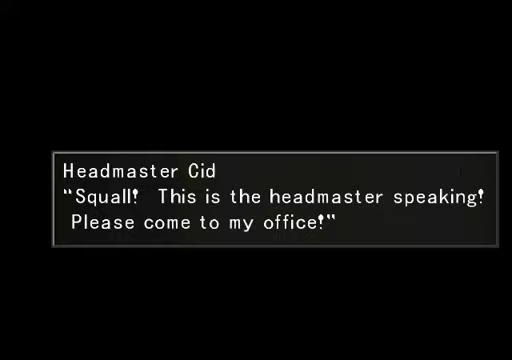 Headmaster Cid
“Squall!  This is the headmaster speaking!
Please come to my office!“